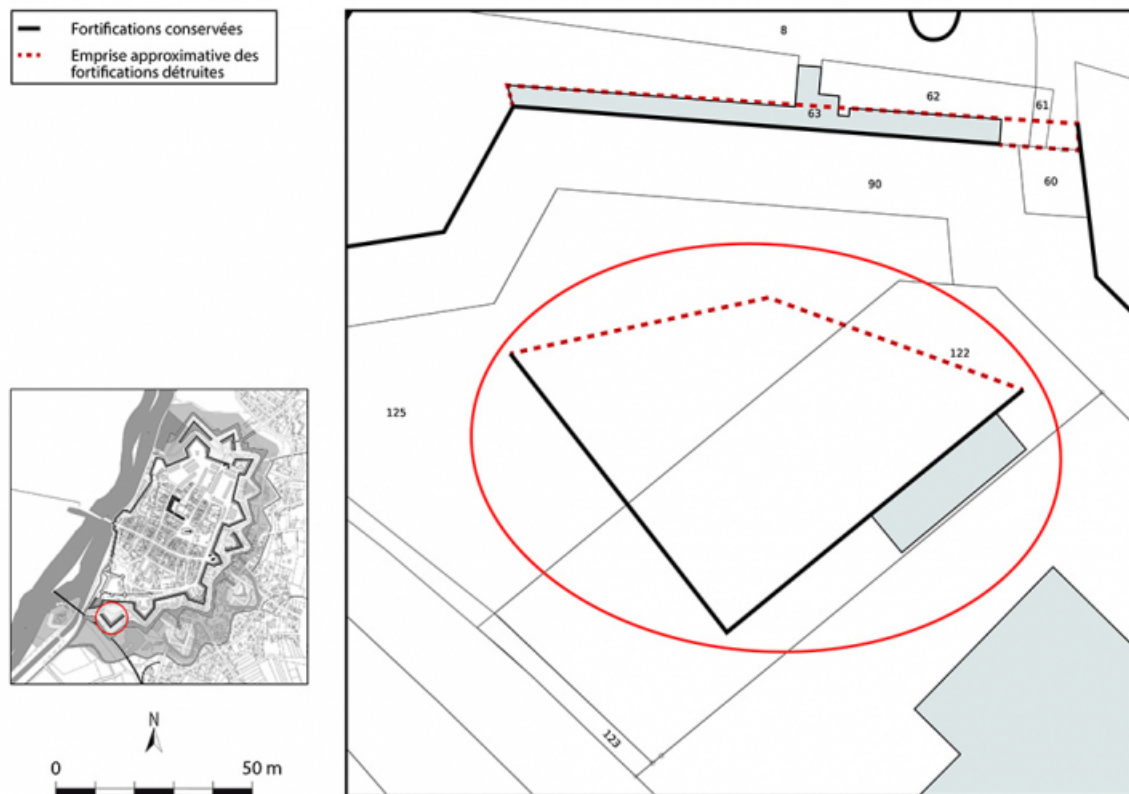 Fortifications conservées
Emprise approximative des
fortifications détruites
8
62
61
63
90
60
122
125
123
N
0 50 m